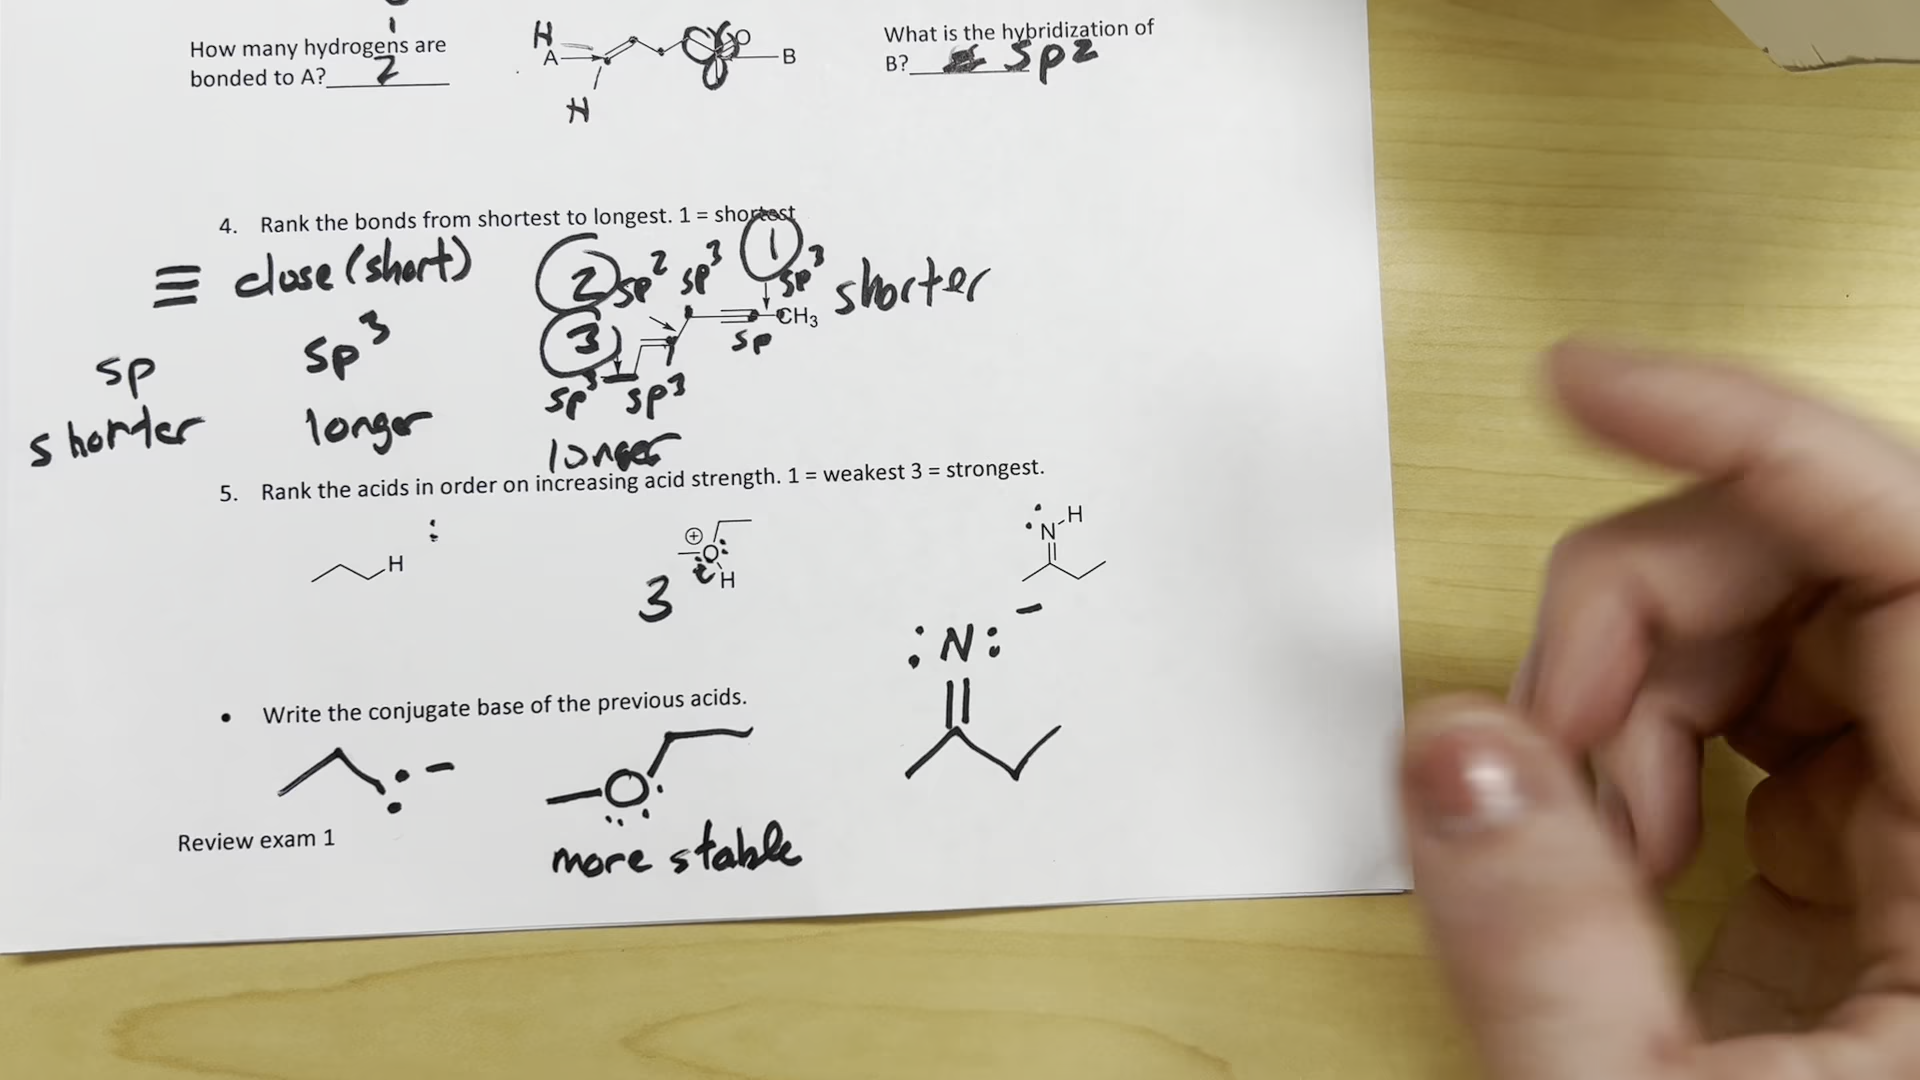 How many hydrogens are
bonded to A? 2
H
A
H
O
B
What is the hybridization of
B? sp2
4. Rank the bonds from shortest to longest. 1 = shortest
≡ close (short)
sp sp³
shorter longer
2 sp² sp³ 1 sp³ shorter
CH3
3 sp
sp³ sp³
longer
5. Rank the acids in order on increasing acid strength. 1 = weakest 3 = strongest.
H
⊕
O
H
3
N-H
:N: −
• Write the conjugate base of the previous acids.
−
O
more stable
Review exam 1